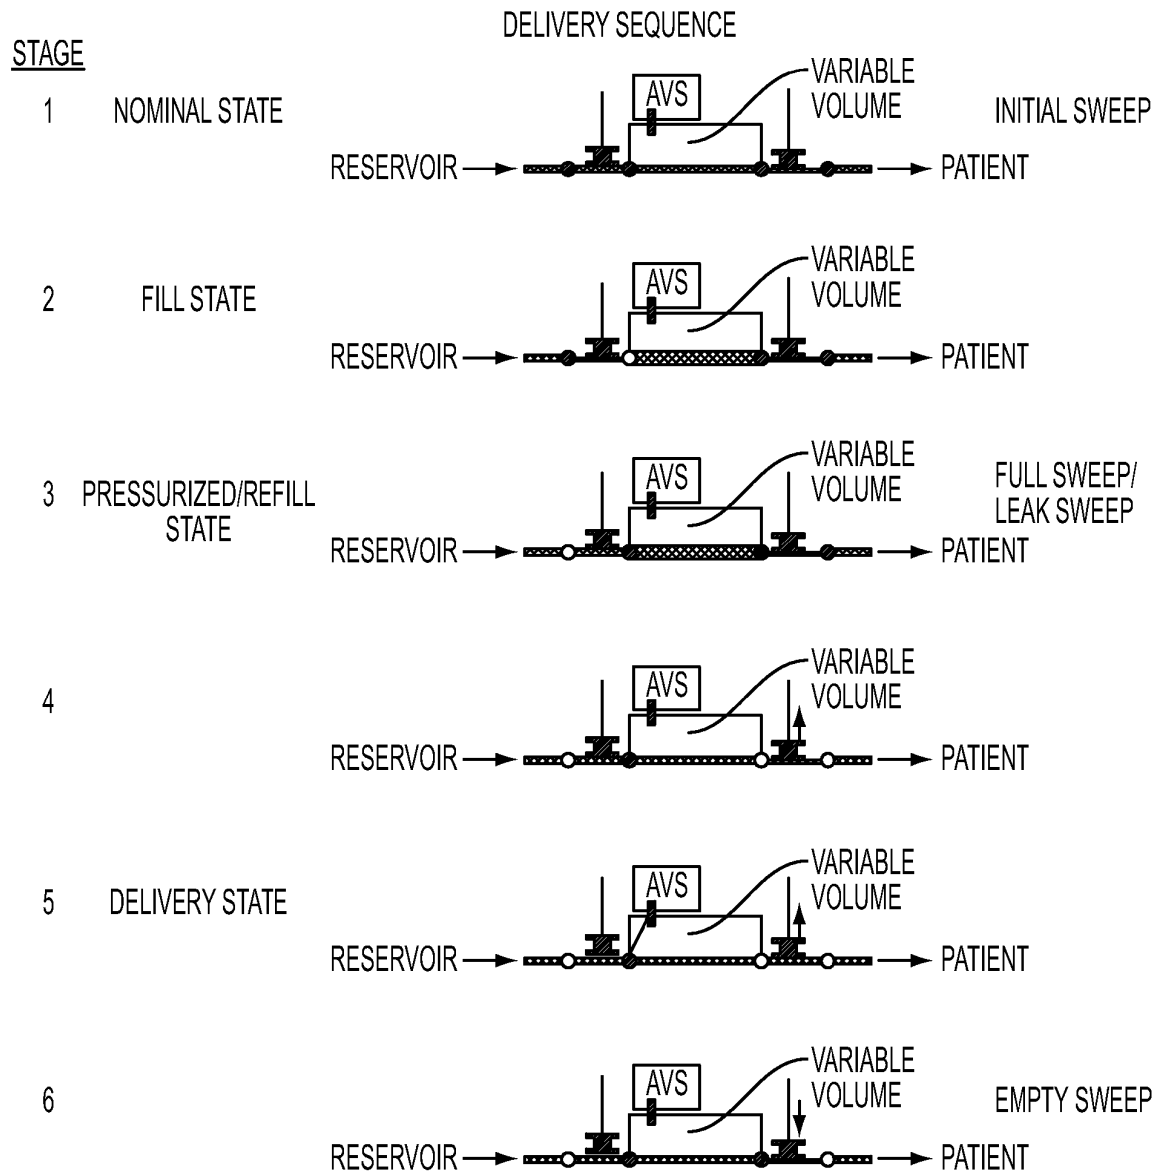 DELIVERY SEQUENCE
STAGE
1 NOMINAL STATE
AVS
VARIABLE
VOLUME
INITIAL SWEEP
RESERVOIR
PATIENT
2 FILL STATE
AVS
VARIABLE
VOLUME
RESERVOIR
PATIENT
3 PRESSURIZED/REFILL
STATE
AVS
VARIABLE
VOLUME
FULL SWEEP/
LEAK SWEEP
RESERVOIR
PATIENT
4
AVS
VARIABLE
VOLUME
RESERVOIR
PATIENT
5 DELIVERY STATE
AVS
VARIABLE
VOLUME
RESERVOIR
PATIENT
6
AVS
VARIABLE
VOLUME
EMPTY SWEEP
RESERVOIR
PATIENT